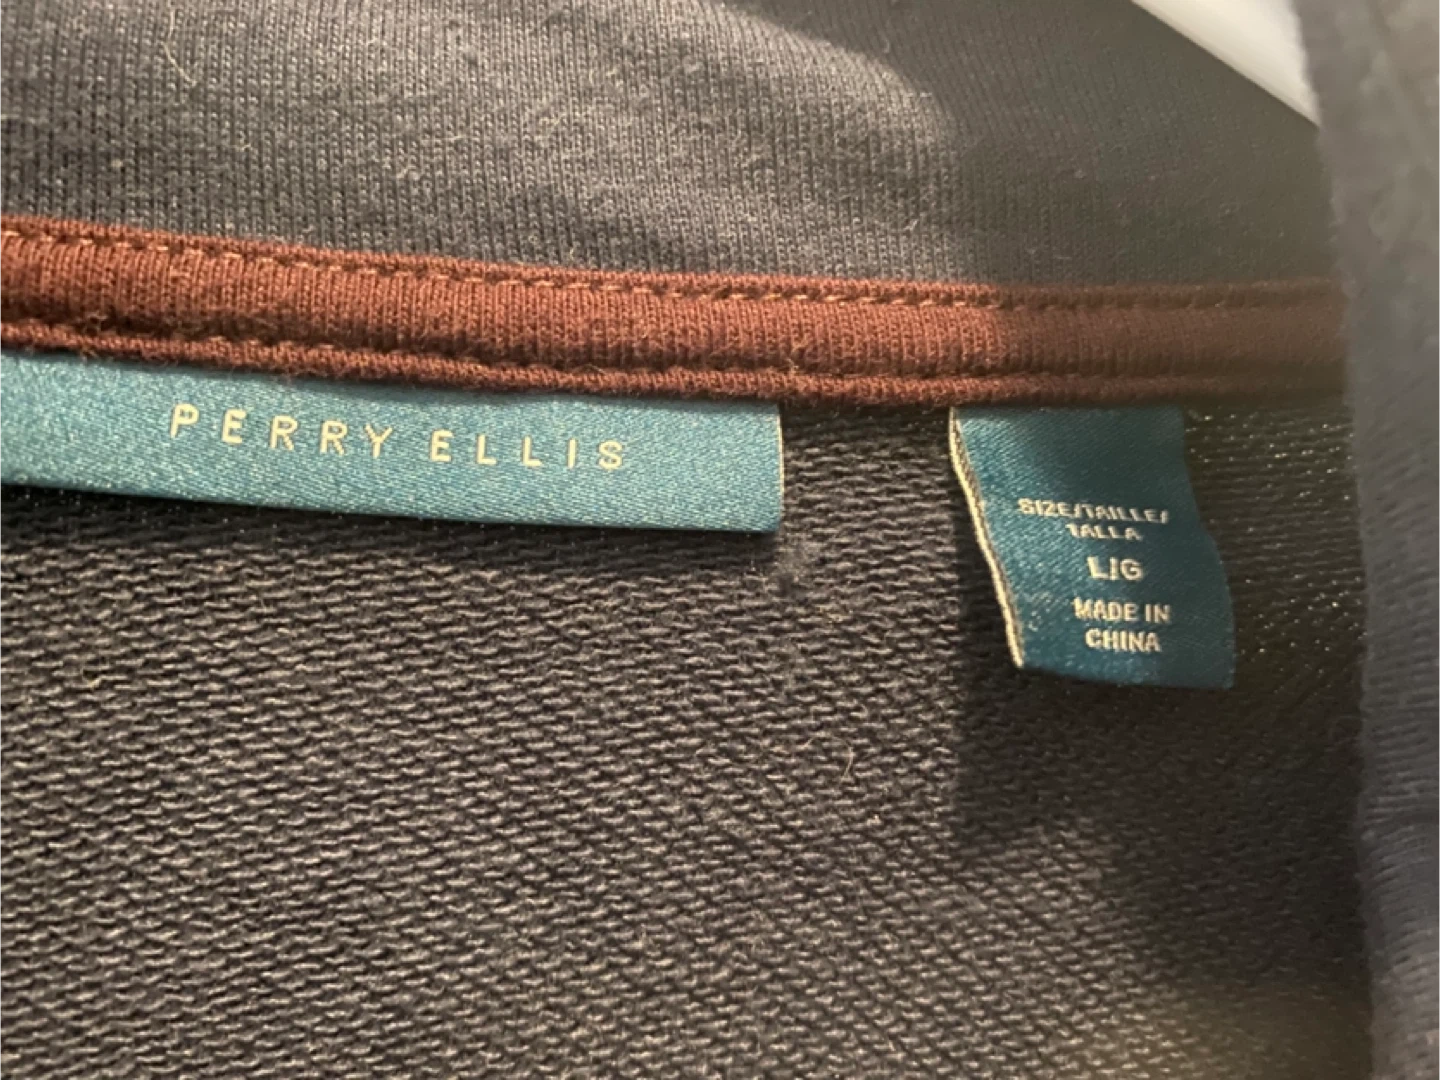 PERRY ELLIS
SIZE/TAILLE/
TALLA
L/G
MADE IN
CHINA